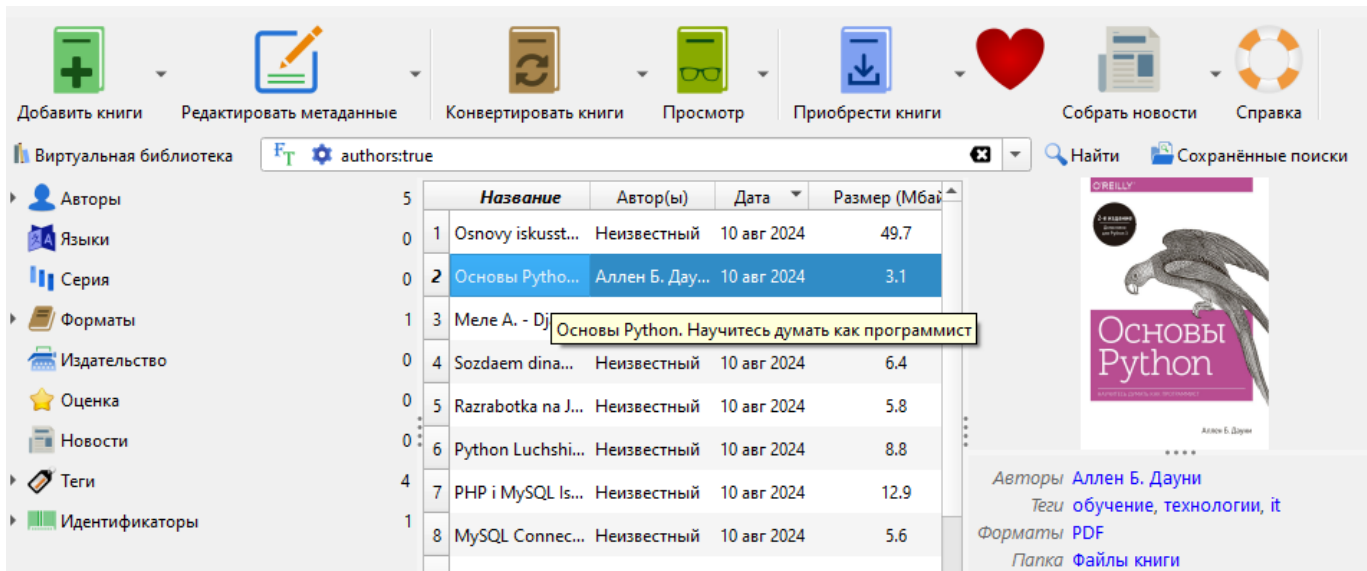 Добавить книги Редактировать метаданные Конвертировать книги Просмотр Приобрести книги Собрать новости Справка
Виртуальная библиотека FT authors:true Найти Сохранённые поиски
Авторы 5
Языки 0
Серия 0
Форматы 1
Издательство 0
Оценка 0
Новости 0
Теги 4
Идентификаторы 1
Название Автор(ы) Дата Размер (Мбай
1 Osnovy iskusst... Неизвестный 10 авг 2024 49.7
2 Основы Pytho... Аллен Б. Дау... 10 авг 2024 3.1
3 Меле А. - Dj
Основы Python. Научитесь думать как программист
4 Sozdaem dina... Неизвестный 10 авг 2024 6.4
5 Razrabotka na J... Неизвестный 10 авг 2024 5.8
6 Python Luchshi... Неизвестный 10 авг 2024 8.8
7 PHP i MySQL Is... Неизвестный 10 авг 2024 12.9
8 MySQL Connec... Неизвестный 10 авг 2024 5.6
O'REILLY
2-е издание
Основы
Python
НАУЧИТЕСЬ ДУМАТЬ КАК ПРОГРАММИСТ
Аллен Б. Дауни
Авторы Аллен Б. Дауни
Теги обучение, технологии, it
Форматы PDF
Папка Файлы книги